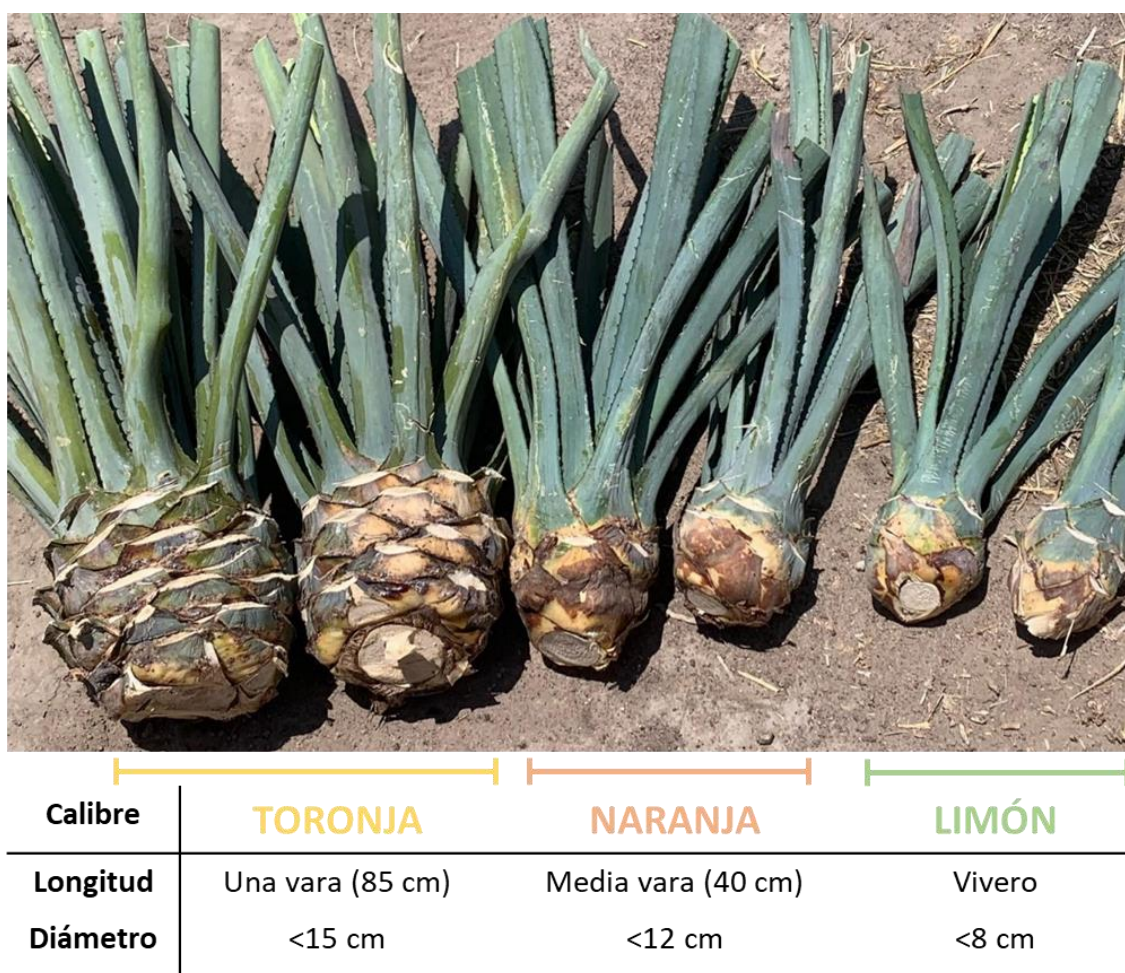 Calibre TORONJA NARANJA LIMÓN
Longitud Una vara (85 cm) Media vara (40 cm) Vivero
Diámetro <15 cm <12 cm <8 cm